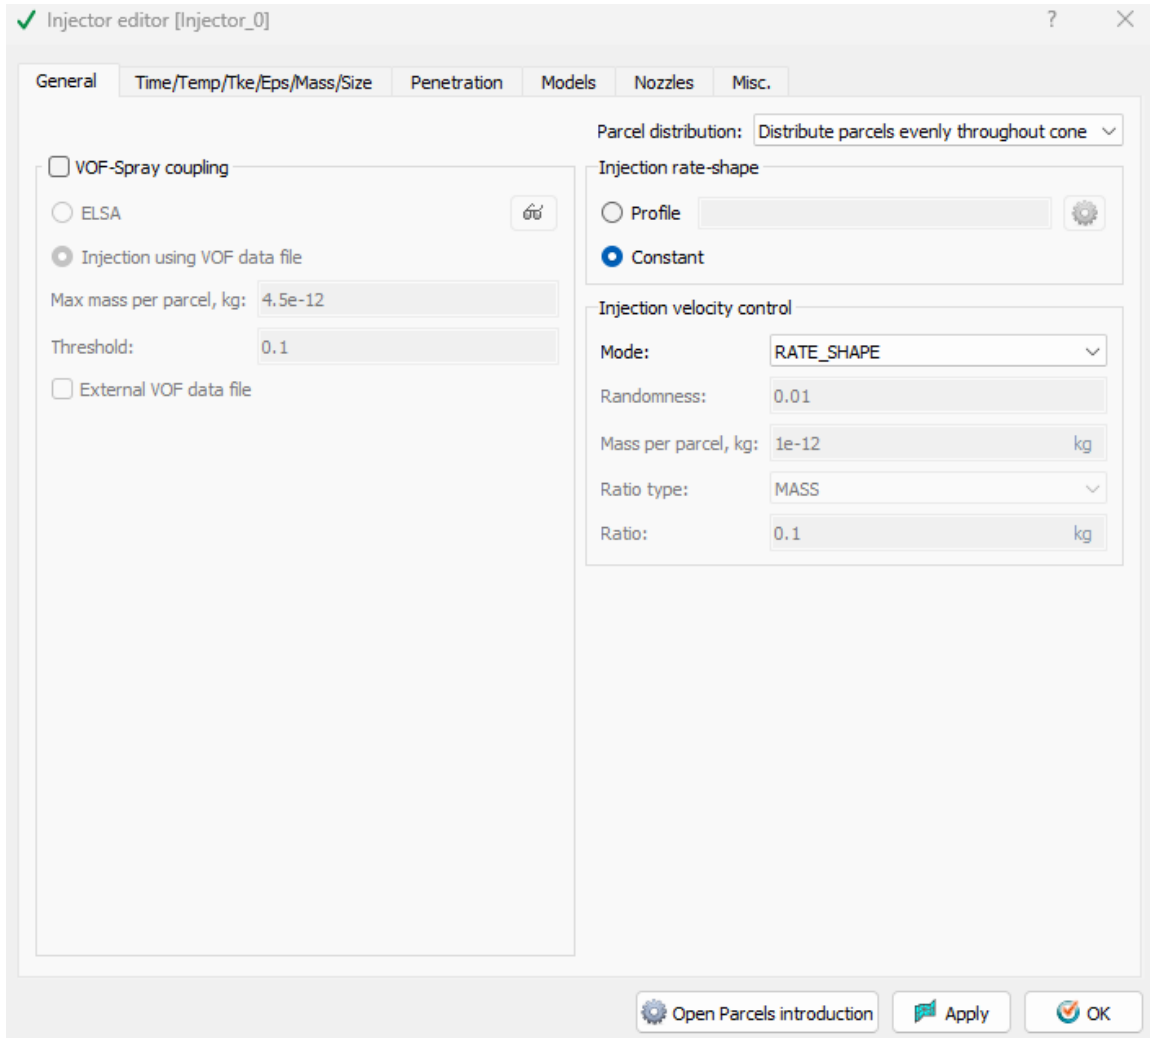 Injector editor [Injector_0]
?
General Time/Temp/Tke/Eps/Mass/Size Penetration Models Nozzles Misc.
Parcel distribution: Distribute parcels evenly throughout cone
VOF-Spray coupling
ELSA
Injection using VOF data file
Max mass per parcel, kg: 4.5e-12
Threshold: 0.1
External VOF data file
Injection rate-shape
Profile
Constant
Injection velocity control
Mode: RATE_SHAPE
Randomness: 0.01
Mass per parcel, kg: 1e-12 kg
Ratio type: MASS
Ratio: 0.1 kg
Open Parcels introduction Apply OK